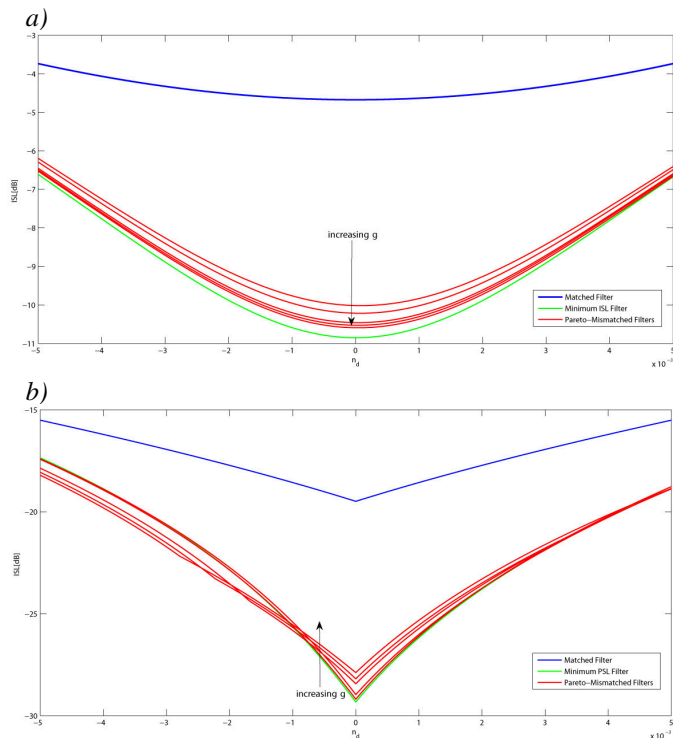 a)
-3
-4
-5
-6
-7
-8
-9
-10
-11
ISL[dB]
increasing g
Matched Filter
Minimum ISL Filter
Pareto-Mismatched Filters
-5 -4 -3 -2 -1 0 1 2 3 4 5
n_d
x 10⁻³
b)
-15
-20
-25
-30
ISL[dB]
increasing g
Matched Filter
Minimum PSL Filter
Pareto-Mismatched Filters
-5 -4 -3 -2 -1 0 1 2 3 4 5
n_d
x 10⁻³